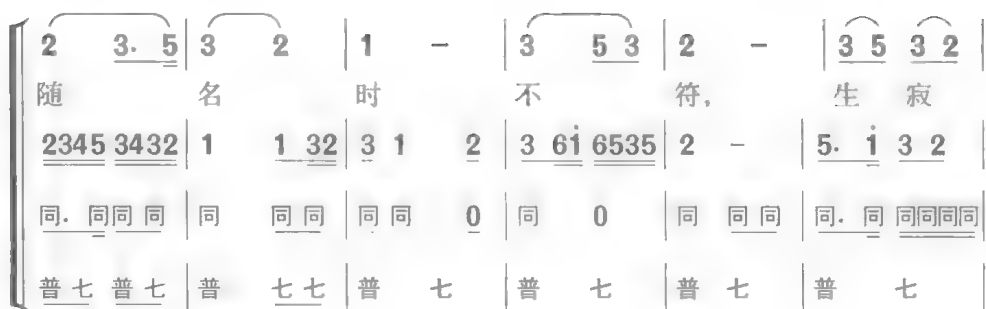 2 3. 5 | 3 2 | 1 - | 3 5 3 | 2 - | 3 5 3 2
随 名 时 不 符, 生 寂
2345 3432 | 1 1 32 | 3 1 2 | 3 6i̇ 6535 | 2 - | 5. i̇ 3 2
同. 同同 同 | 同 同同 | 同 同 0 | 同 0 | 同 同同 | 同. 同 同同同同
普 七 普 七 | 普 七 七 | 普 七 | 普 七 | 普 七 | 普 七